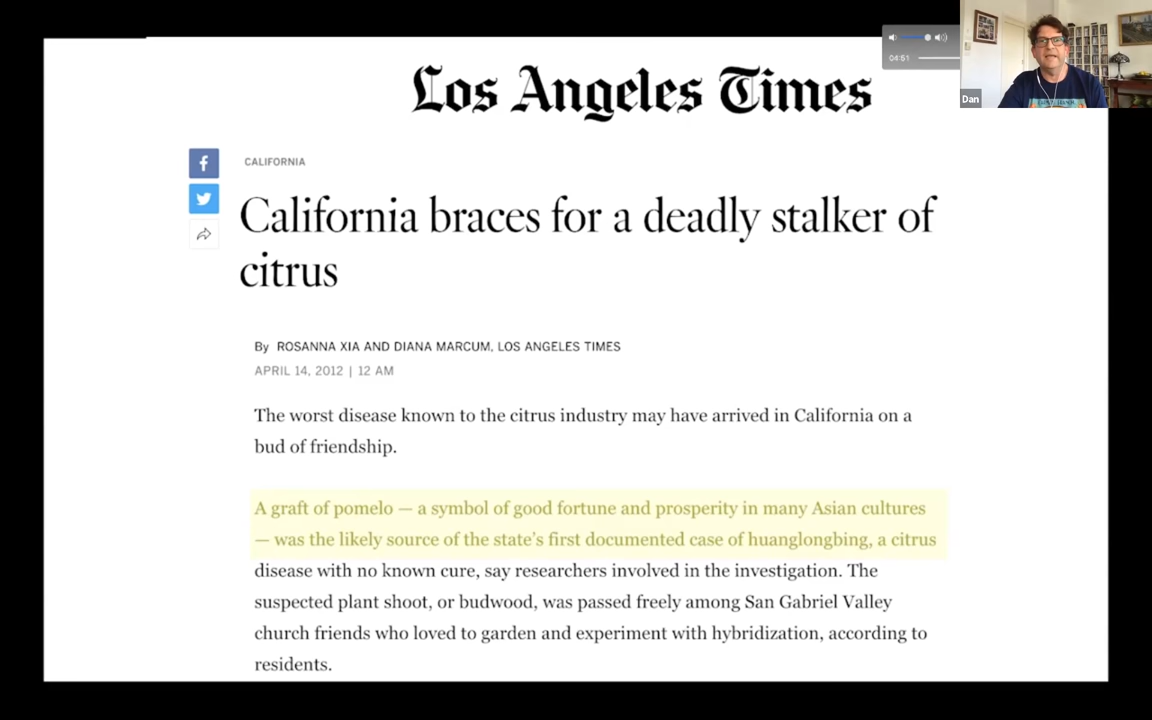 Los Angeles Times
04:51
Dan
CALIFORNIA
California braces for a deadly stalker of
citrus
By ROSANNA XIA AND DIANA MARCUM, LOS ANGELES TIMES
APRIL 14, 2012 | 12 AM
The worst disease known to the citrus industry may have arrived in California on a
bud of friendship.
A graft of pomelo — a symbol of good fortune and prosperity in many Asian cultures
— was the likely source of the state's first documented case of huanglongbing, a citrus
disease with no known cure, say researchers involved in the investigation. The
suspected plant shoot, or budwood, was passed freely among San Gabriel Valley
church friends who loved to garden and experiment with hybridization, according to
residents.